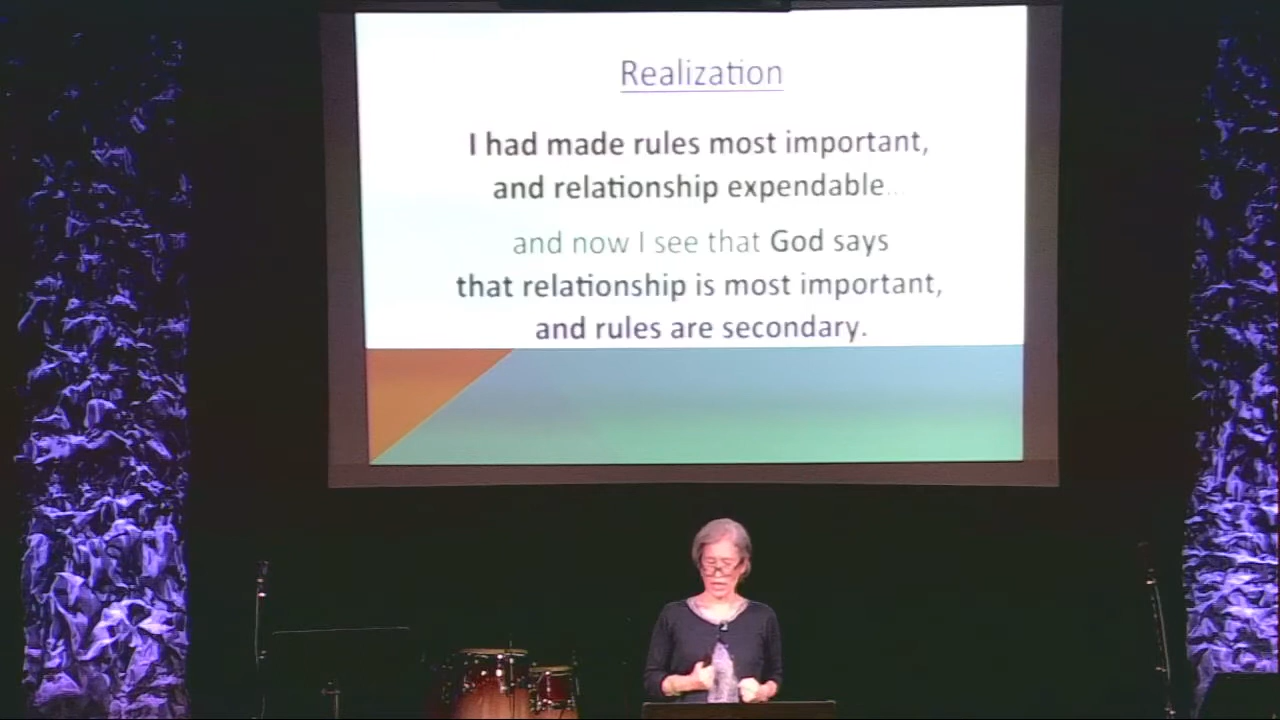 Realization
I had made rules most important,
and relationship expendable...
and now I see that God says
that relationship is most important,
and rules are secondary.